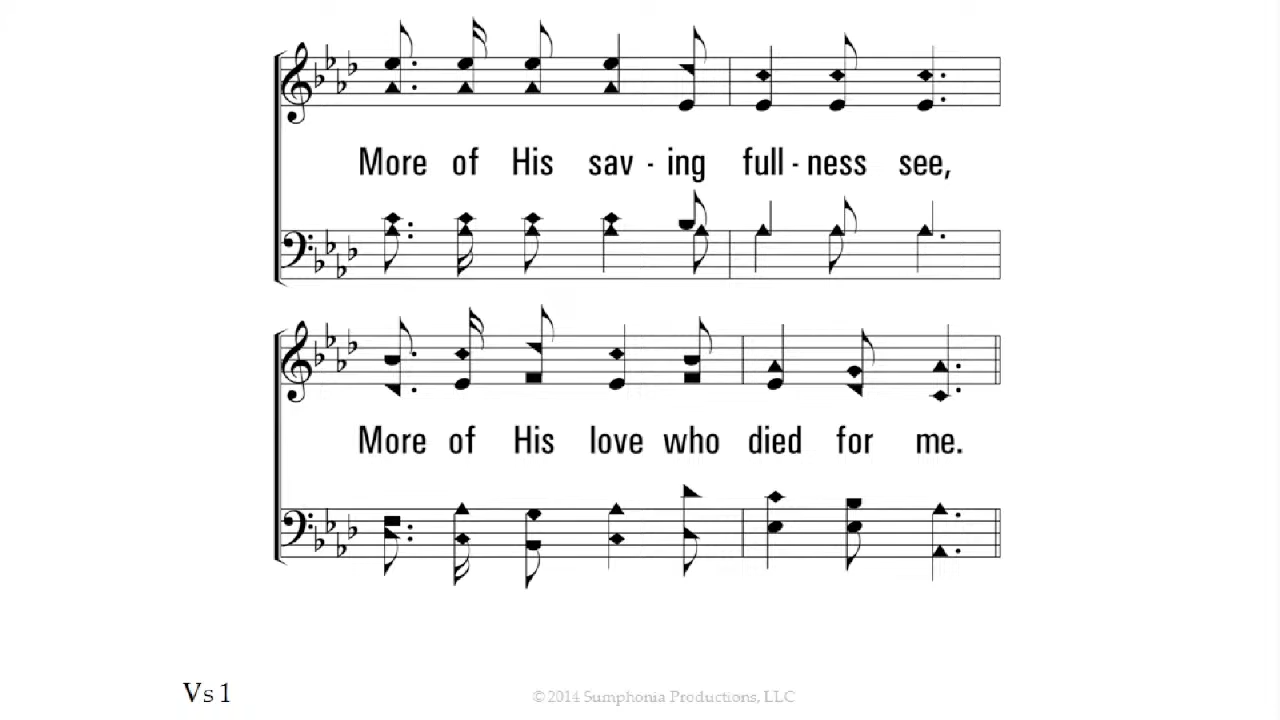 More of His sav - ing full - ness see,
More of His love who died for me.
Vs 1
©2014 Sumphonia Productions, LLC